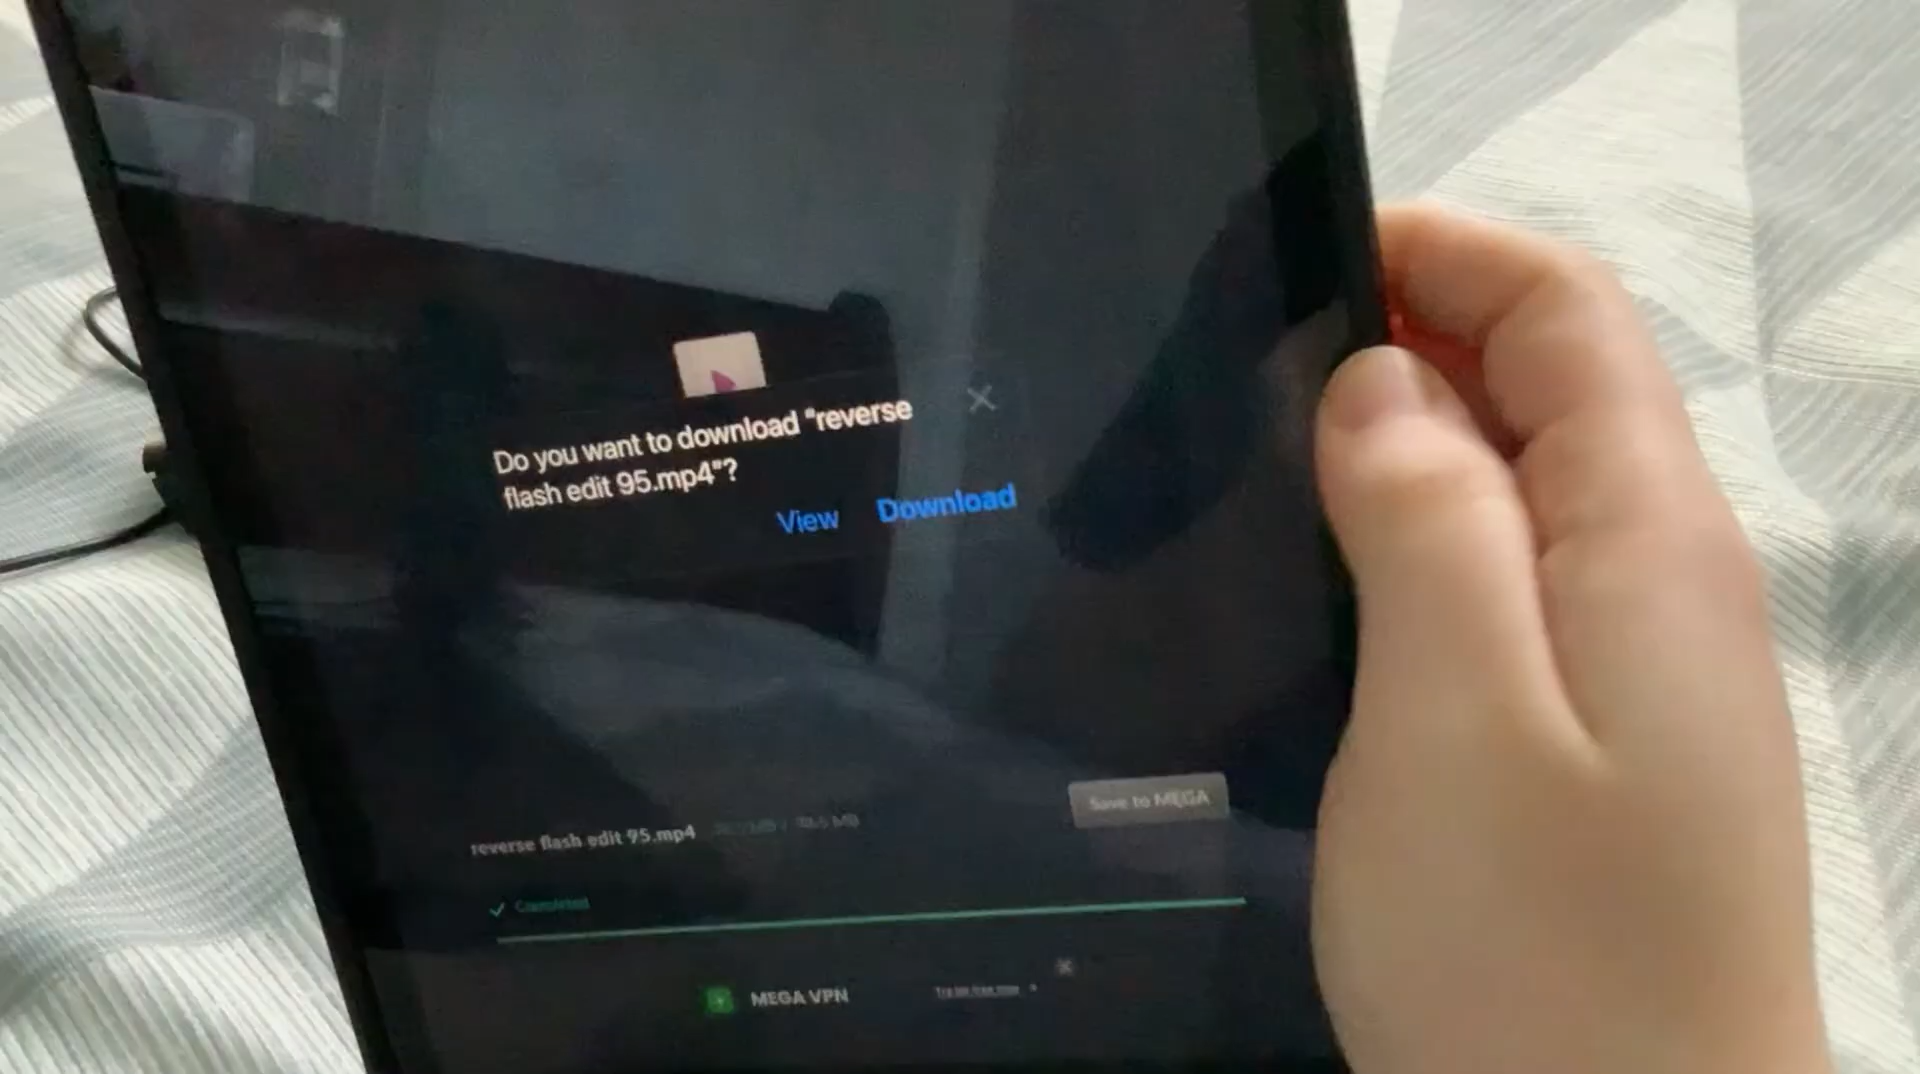 Do you want to download "reverse
flash edit 95.mp4"?
View Download
Save to MEGA
reverse flash edit 95.mp4
Completed
MEGA VPN